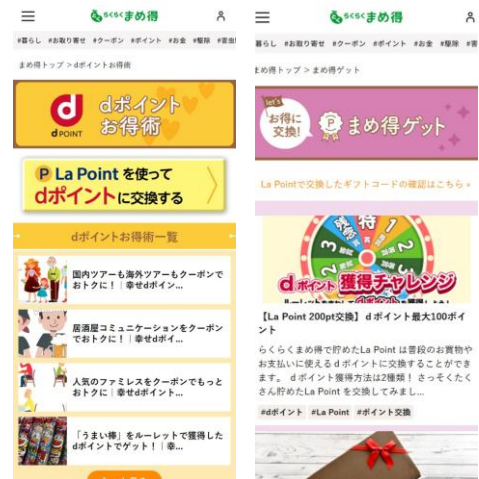 らくらくまめ得
#暮らし #お取り寄せ #クーポン #ポイント #お金 #駆除 #害虫
まめ得トップ >dポイントお得術
d POINT
dポイント
お得術
P La Point を使って
dポイントに交換する
dポイントお得術一覧
国内ツアーも海外ツアーもクーポンで
おトクに！｜幸せdポイン...
居酒屋コミュニケーションをクーポン
でおトクに！｜幸せdポイ...
人気のファミレスをクーポンでもっと
おトクに｜幸せdポイント...
「うまい棒」をルーレットで獲得した
dポイントでゲット！｜幸...
らくらくまめ得
暮らし #お取り寄せ #クーポン #ポイント #お金 #駆除 #害
まめ得トップ > まめ得ゲット
let's
お得に
交換!
P まめ得ゲット
La Pointで交換したギフトコードの確認はこちら »
特 1 2 3 2
dポイント 獲得チャレンジ
【La Point 200pt交換】ｄポイント最大100ポイ
ント
らくらくまめ得で貯めたLa Point は普段のお買物や
お支払いに使えるｄポイントに交換することができ
ます。 ｄポイント獲得方法は2種類！ さっそくたく
さん貯めたLa Point を交換してみまし...
#dポイント #La Point #ポイント交換